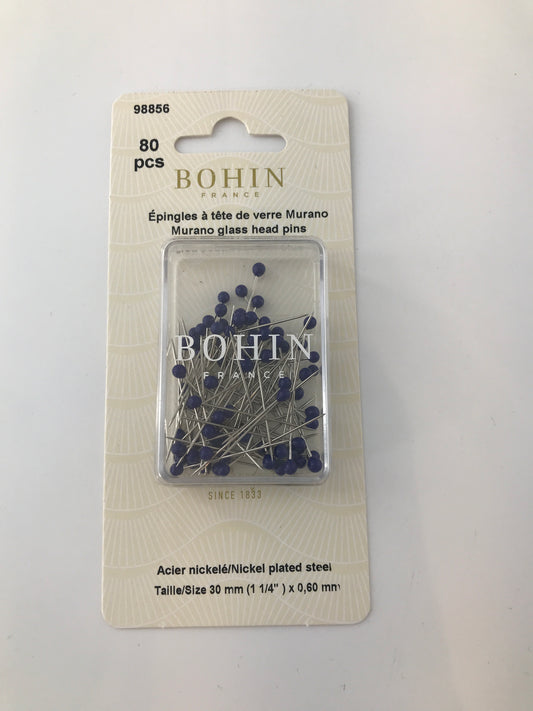 98856
80
pcs
BOHIN
FRANCE
Épingles à tête de verre Murano
Murano glass head pins
BOHIN
FRANCE
SINCE 1833
Acier nickelé/Nickel plated steel
Taille/Size 30 mm (1 1/4" ) x 0,60 mm